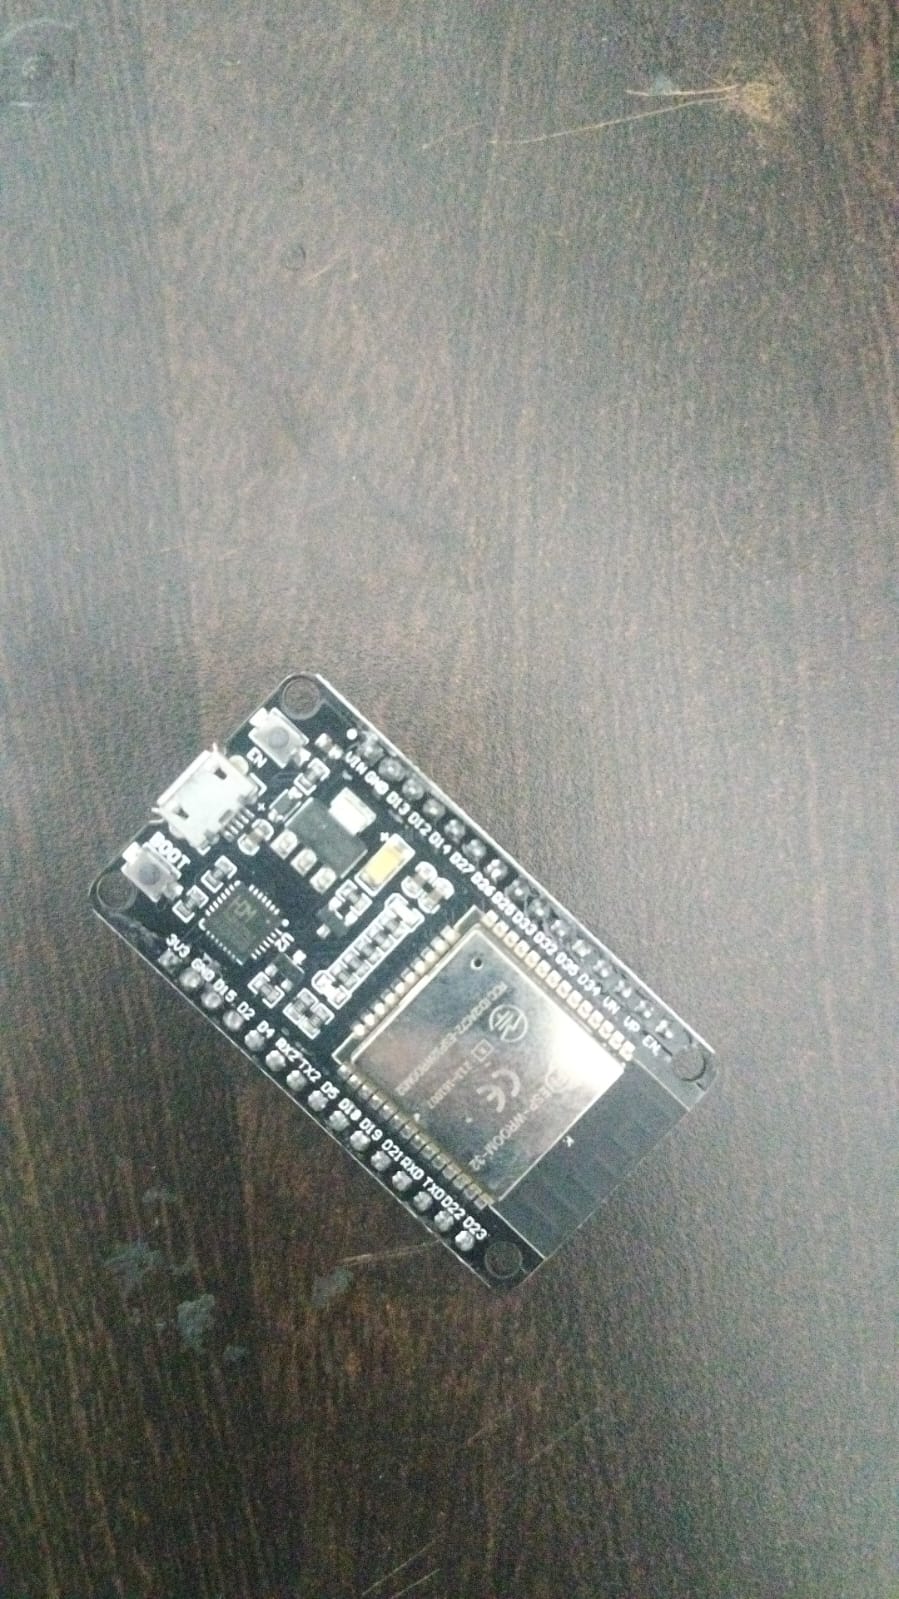 EN
BOOT
VIN GND D13 D12 D14 D27 D26 D25 D33 D32 D35 D34 VN VP EN
3V3 GND D15 D2 D4 RX2 TX2 D5 D18 D19 D21 RX0 TX0 D22 D23
CE
ESP-WROOM-32